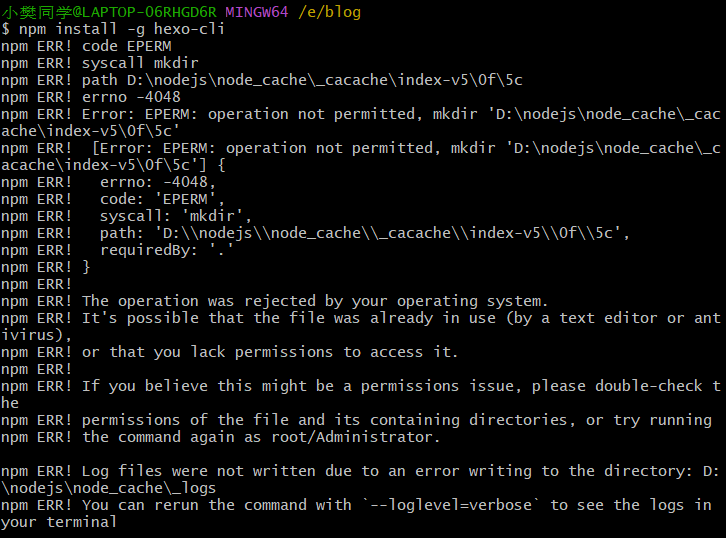 小樊同学@LAPTOP-O6RHGD6R MINGW64 /e/blog
$ npm install -g hexo-cli
npm ERR! code EPERM
npm ERR! syscall mkdir
npm ERR! path D:\nodejs\node_cache\_cacache\index-v5\0f\5c
npm ERR! errno -4048
npm ERR! Error: EPERM: operation not permitted, mkdir 'D:\nodejs\node_cache\_cac
ache\index-v5\0f\5c'
npm ERR!  [Error: EPERM: operation not permitted, mkdir 'D:\nodejs\node_cache\_c
acache\index-v5\0f\5c'] {
npm ERR!   errno: -4048,
npm ERR!   code: 'EPERM',
npm ERR!   syscall: 'mkdir',
npm ERR!   path: 'D:\\nodejs\\node_cache\\_cacache\\index-v5\\0f\\5c',
npm ERR!   requiredBy: '.'
npm ERR! }
npm ERR!
npm ERR! The operation was rejected by your operating system.
npm ERR! It's possible that the file was already in use (by a text editor or ant
ivirus),
npm ERR! or that you lack permissions to access it.
npm ERR!
npm ERR! If you believe this might be a permissions issue, please double-check t
he
npm ERR! permissions of the file and its containing directories, or try running
npm ERR! the command again as root/Administrator.

npm ERR! Log files were not written due to an error writing to the directory: D:
\nodejs\node_cache\_logs
npm ERR! You can rerun the command with `--loglevel=verbose` to see the logs in
your terminal